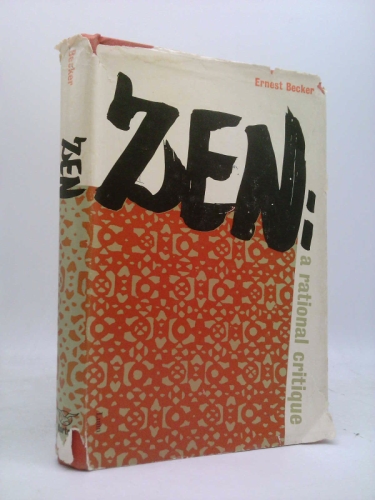 Becker
ZEN
Ernest Becker
ZEN:
a rational critique